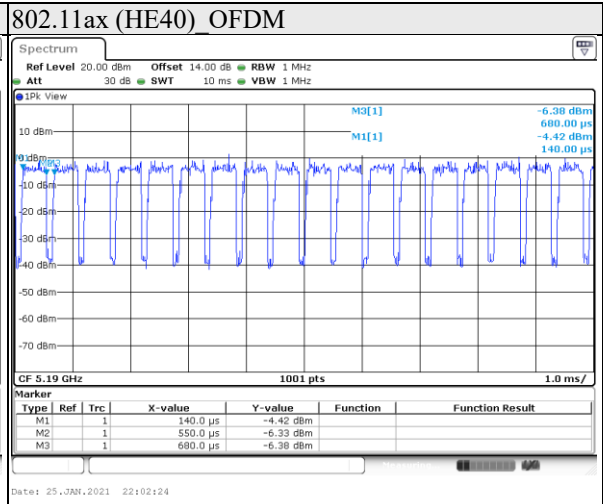 802.11ax (HE40)_OFDM
Spectrum
Ref Level 20.00 dBm Offset 14.00 dB RBW 1 MHz
Att 30 dB SWT 10 ms VBW 1 MHz
1Pk View
M3[1] -6.38 dBm
680.00 µs
10 dBm
M1[1] -4.42 dBm
140.00 µs
-10 dBm
-20 dBm
-30 dBm
-40 dBm
-50 dBm
-60 dBm
-70 dBm
CF 5.19 GHz 1001 pts 1.0 ms/
Marker
Type Ref Trc X-value Y-value Function Function Result
M1 1 140.0 µs -4.42 dBm
M2 1 550.0 µs -6.33 dBm
M3 1 680.0 µs -6.38 dBm
Date: 25.JAN.2021 22:02:24